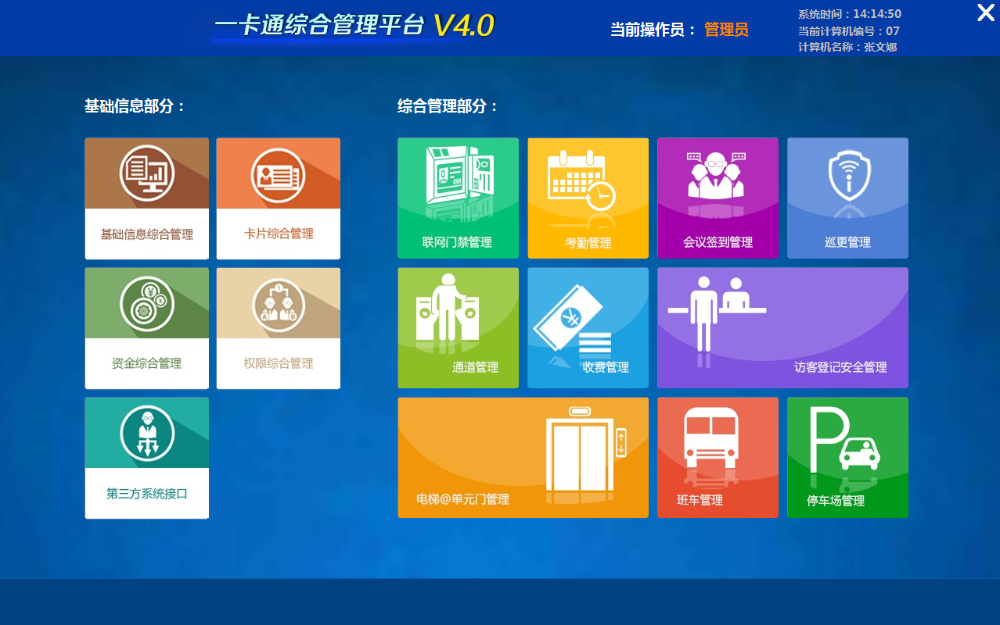 一卡通综合管理平台 V4.0
当前操作员： 管理员
系统时间：14:14:50
当前计算机编号：07
计算机名称：张文娜
基础信息部分：
综合管理部分：
基础信息综合管理
卡片综合管理
联网门禁管理
考勤管理
会议签到管理
巡更管理
资金综合管理
权限综合管理
通道管理
收费管理
访客登记安全管理
第三方系统接口
电梯@单元门管理
班车管理
停车场管理